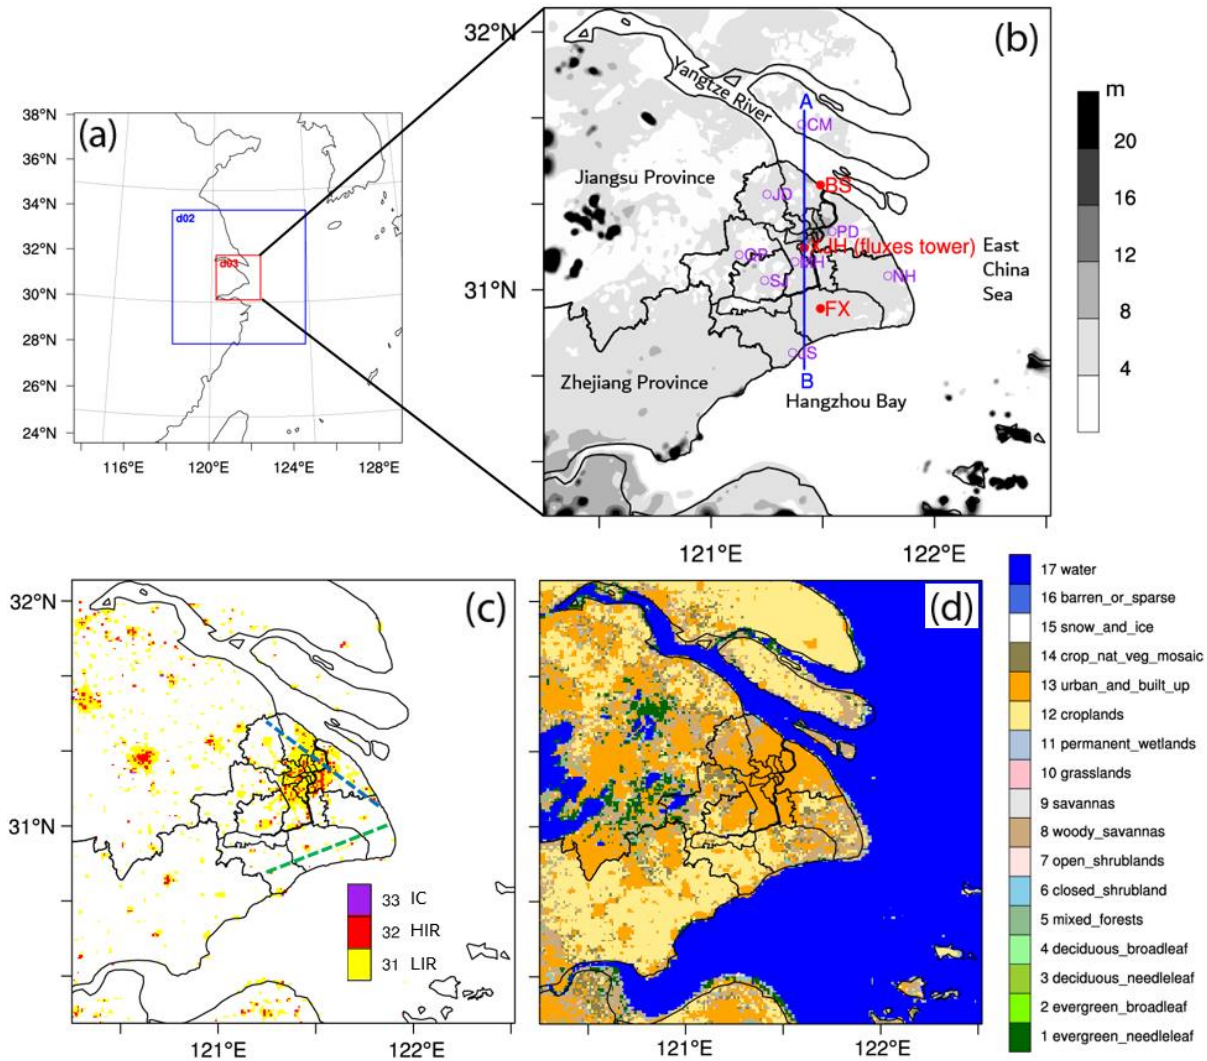 (a)
38°N
36°N
34°N
32°N
30°N
28°N
26°N
24°N
116°E
120°E
124°E
128°E
d02
d03
(b)
32°N
31°N
121°E
122°E
Yangtze River
Jiangsu Province
Zhejiang Province
Hangzhou Bay
East
China
Sea
A
CM
BS
JD
PD
XJH (fluxes tower)
QP
MH
SJ
NH
FX
JS
B
m
20
16
12
8
4
(c)
32°N
31°N
121°E
122°E
33 IC
32 HIR
31 LIR
(d)
121°E
122°E
17 water
16 barren_or_sparse
15 snow_and_ice
14 crop_nat_veg_mosaic
13 urban_and_built_up
12 croplands
11 permanent_wetlands
10 grasslands
9 savannas
8 woody_savannas
7 open_shrublands
6 closed_shrubland
5 mixed_forests
4 deciduous_broadleaf
3 deciduous_needleleaf
2 evergreen_broadleaf
1 evergreen_needleleaf